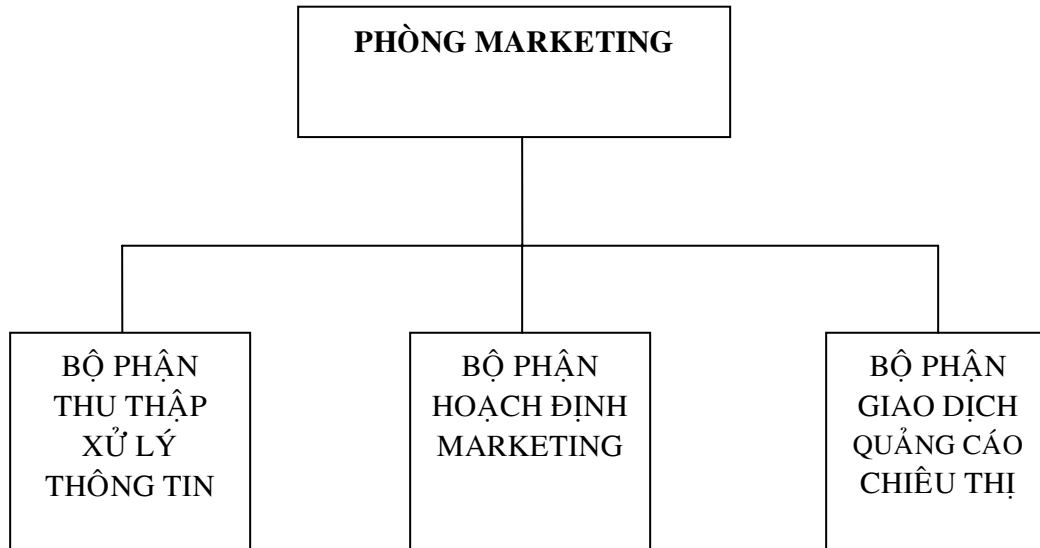 PHÒNG MARKETING
BỘ PHẬN
THU THẬP
XỬ LÝ
THÔNG TIN
BỘ PHẬN
HOẠCH ĐỊNH
MARKETING
BỘ PHẬN
GIAO DỊCH
QUẢNG CÁO
CHIÊU THỊ